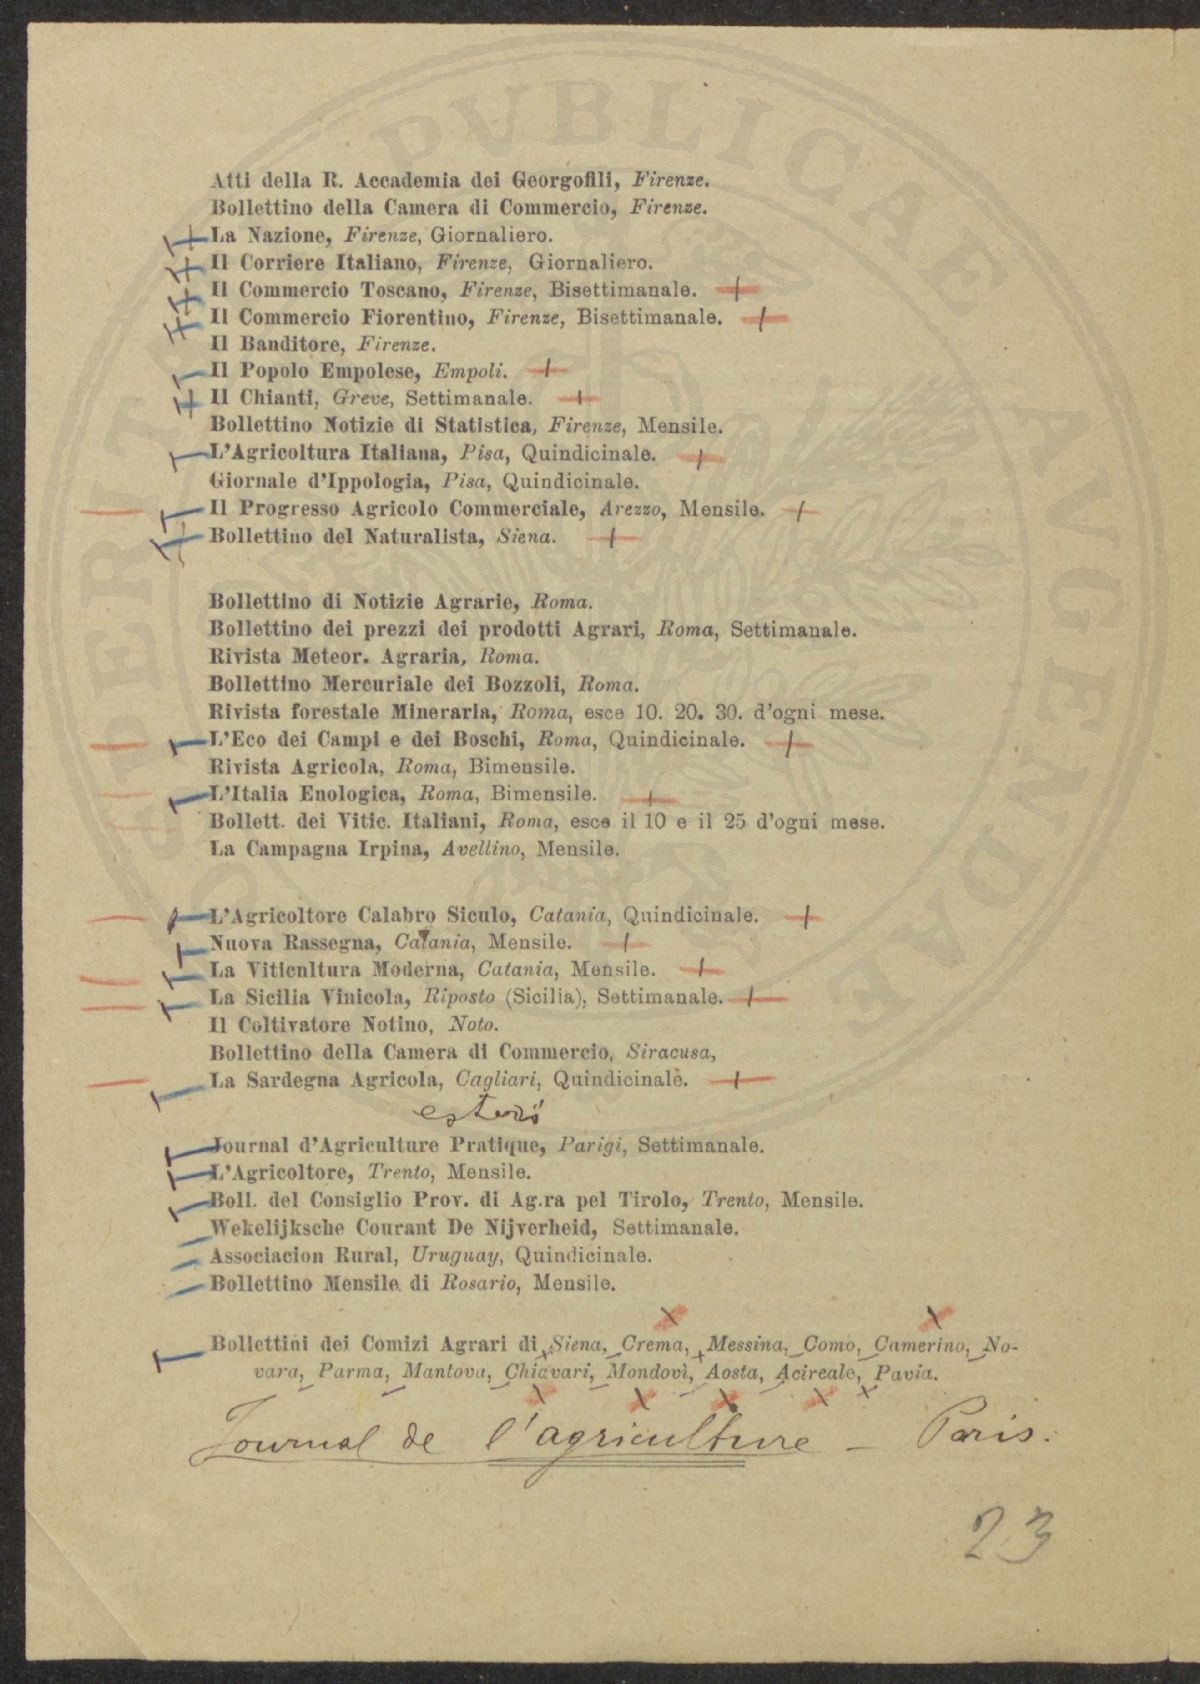 Atti della R. Accademia dei Georgofili, Firenze.
Bollettino della Camera di Commercio, Firenze.
La Nazione, Firenze, Giornaliero.
Il Corriere Italiano, Firenze, Giornaliero.
Il Commercio Toscano, Firenze, Bisettimanale.
Il Commercio Fiorentino, Firenze, Bisettimanale.
Il Banditore, Firenze.
Il Popolo Empolese, Empoli.
Il Chianti, Greve, Settimanale.
Bollettino Notizie di Statistica, Firenze, Mensile.
L'Agricoltura Italiana, Pisa, Quindicinale.
Giornale d'Ippologia, Pisa, Quindicinale.
Il Progresso Agricolo Commerciale, Arezzo, Mensile.
Bollettino del Naturalista, Siena.
Bollettino di Notizie Agrarie, Roma.
Bollettino dei prezzi dei prodotti Agrari, Roma, Settimanale.
Rivista Meteor. Agraria, Roma.
Bollettino Mercuriale dei Bozzoli, Roma.
Rivista forestale Mineraria, Roma, esce 10. 20. 30. d'ogni mese.
L'Eco dei Campi e dei Boschi, Roma, Quindicinale.
Rivista Agricola, Roma, Bimensile.
L'Italia Enologica, Roma, Bimensile.
Bollett. dei Vitic. Italiani, Roma, esce il 10 e il 25 d'ogni mese.
La Campagna Irpina, Avellino, Mensile.
L'Agricoltore Calabro Siculo, Catania, Quindicinale.
Nuova Rassegna, Catania, Mensile.
La Viticultura Moderna, Catania, Mensile.
La Sicilia Vinicola, Riposto (Sicilia), Settimanale.
Il Coltivatore Notino, Noto.
Bollettino della Camera di Commercio, Siracusa,
La Sardegna Agricola, Cagliari, Quindicinale.
esteri
Journal d'Agriculture Pratique, Parigi, Settimanale.
L'Agricoltore, Trento, Mensile.
Boll. del Consiglio Prov. di Ag.ra pel Tirolo, Trento, Mensile.
Wekelijksche Courant De Nijverheid, Settimanale.
Associacion Rural, Uruguay, Quindicinale.
Bollettino Mensile di Rosario, Mensile.
Bollettini dei Comizi Agrari di Siena, Crema, Messina, Como, Camerino, No-
vara, Parma, Mantova, Chiavari, Mondovì, Aosta, Acireale, Pavia.
Journal de l'agriculture – Paris.
23